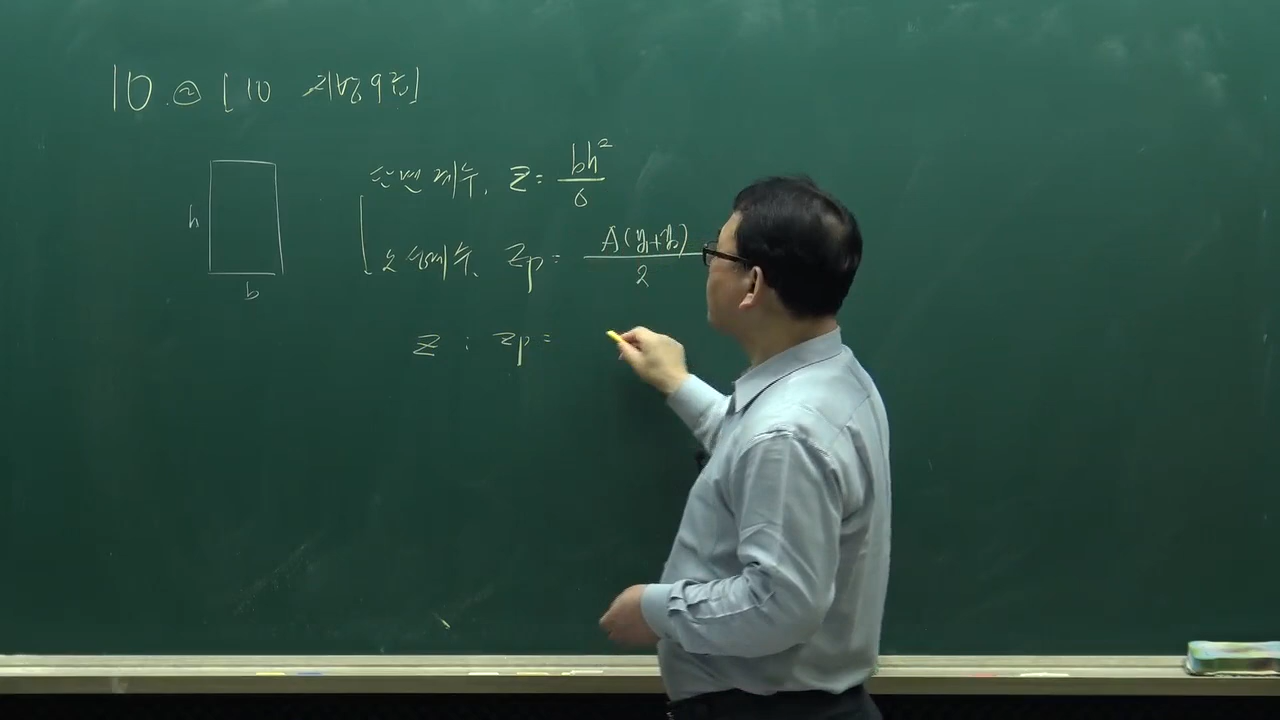 10. ② [10 지방9급]
h
b
단면계수. Z = bh²/6
소성계수. Zp = A(y₁+y₂)/2
Z : Zp =